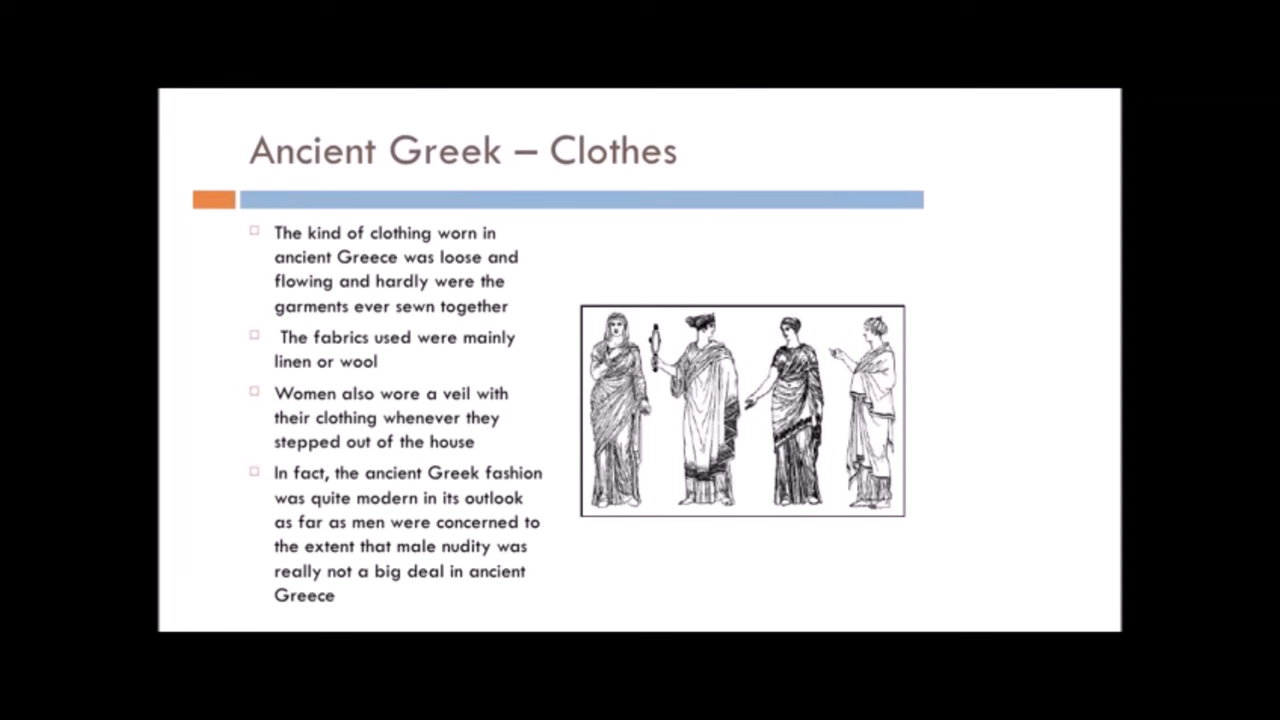 Ancient Greek – Clothes
The kind of clothing worn in
ancient Greece was loose and
flowing and hardly were the
garments ever sewn together
The fabrics used were mainly
linen or wool
Women also wore a veil with
their clothing whenever they
stepped out of the house
In fact, the ancient Greek fashion
was quite modern in its outlook
as far as men were concerned to
the extent that male nudity was
really not a big deal in ancient
Greece